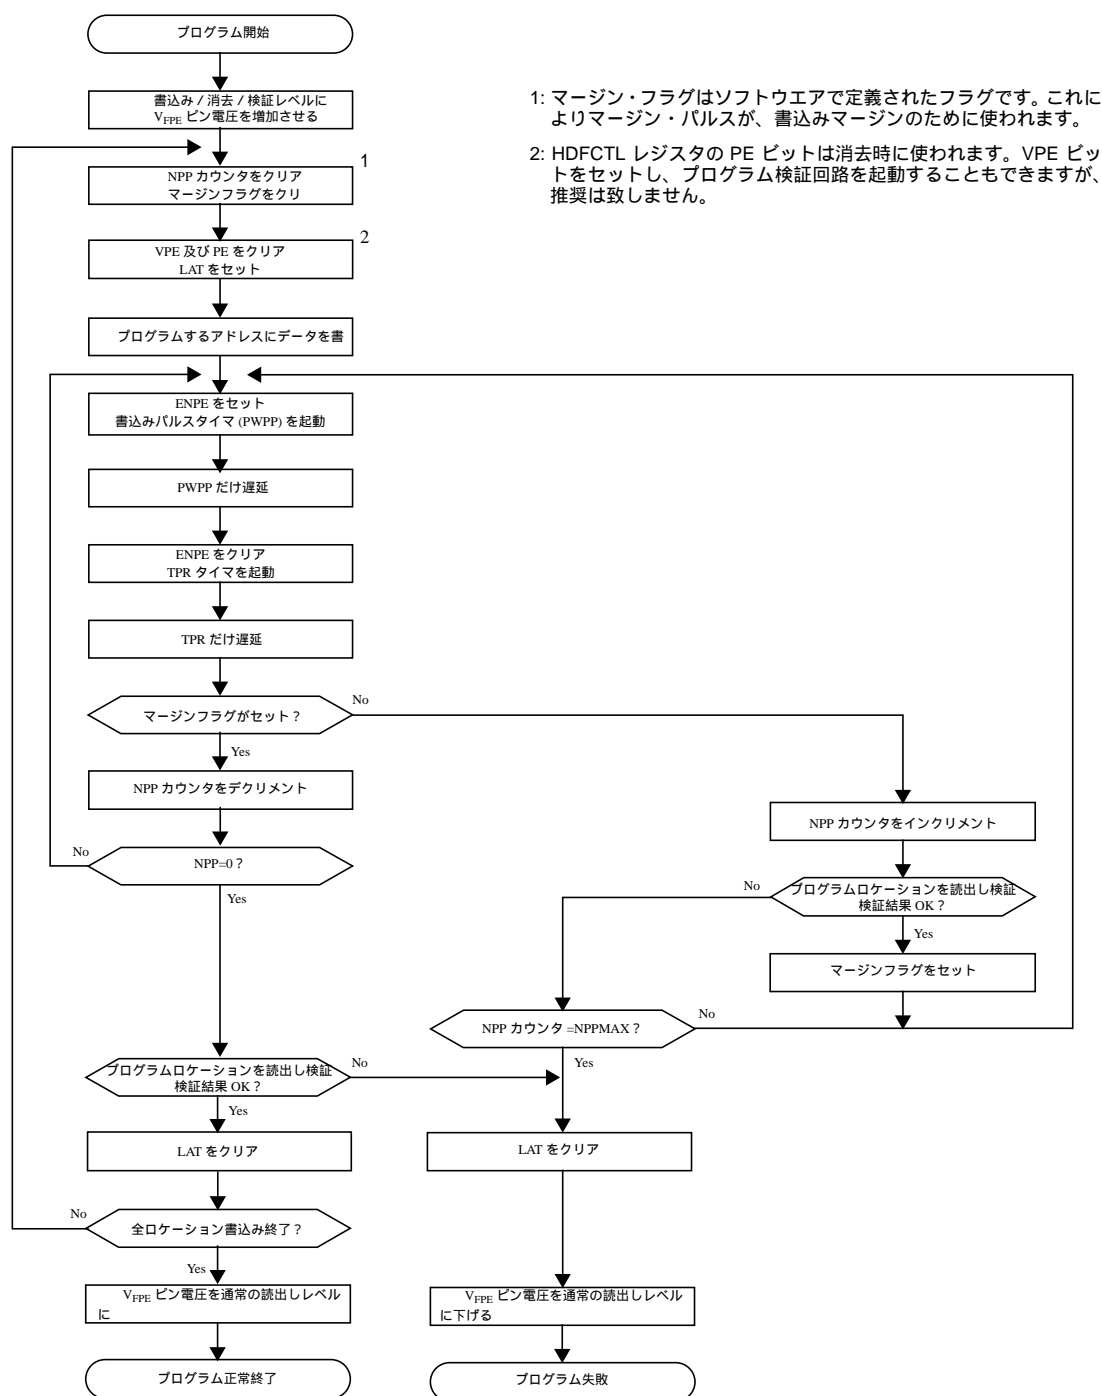 プログラム開始
書込み / 消去 / 検証レベルに
VFPE ピン電圧を増加させる
1
NPP カウンタをクリア
マージンフラグをクリ
2
VPE 及び PE をクリア
LAT をセット
プログラムするアドレスにデータを書
ENPE をセット
書込みパルスタイマ (PWPP) を起動
PWPP だけ遅延
ENPE をクリア
TPR タイマを起動
TPR だけ遅延
マージンフラグがセット？
No
Yes
NPP カウンタをデクリメント
No
NPP=0？
Yes
プログラムロケーションを読出し検証
検証結果 OK？
No
Yes
LAT をクリア
No
全ロケーション書込み終了？
Yes
VFPE ピン電圧を通常の読出しレベル
に
プログラム正常終了
1: マージン・フラグはソフトウエアで定義されたフラグです。これに
よりマージン・パルスが、書込みマージンのために使われます。
2: HDFCTL レジスタの PE ビットは消去時に使われます。VPE ビッ
トをセットし、プログラム検証回路を起動することもできますが、
推奨は致しません。
NPP カウンタをインクリメント
No
プログラムロケーションを読出し検証
検証結果 OK？
Yes
マージンフラグをセット
NPP カウンタ =NPPMAX？
No
Yes
LAT をクリア
VFPE ピン電圧を通常の読出しレベル
に下げる
プログラム失敗